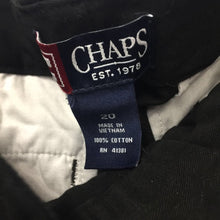 CHAPS
EST. 1978
20
MADE IN
VIETNAM
100% COTTON
RN 41381